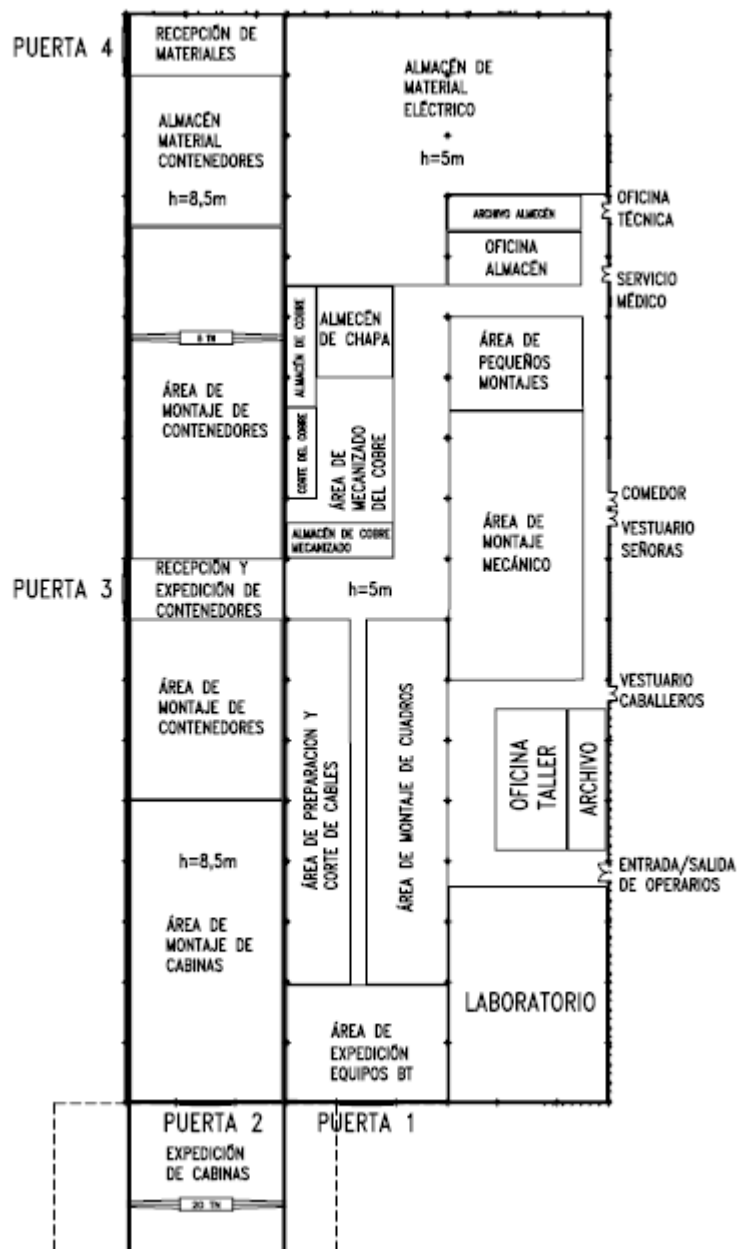 PUERTA 4
RECEPCIÓN DE
MATERIALES
ALMACÉN DE
MATERIAL
ELÉCTRICO
h=5m
ALMACÉN
MATERIAL
CONTENEDORES
h=8,5m
ARCHIVO ALMECÉN
OFICINA
ALMACÉN
OFICINA
TÉCNICA
SERVICIO
MÉDICO
ALMACÉN DE COBRE
ALMECÉN
DE CHAPA
ÁREA DE
PEQUEÑOS
MONTAJES
ÁREA DE
MONTAJE DE
CONTENEDORES
CORTE DEL COBRE
ÁREA DE
MECANIZADO
DEL COBRE
ALMACÉN DE COBRE
MECANIZADO
ÁREA DE
MONTAJE
MECÁNICO
COMEDOR
VESTUARIO
SEÑORAS
PUERTA 3
RECEPCIÓN Y
EXPEDICIÓN DE
CONTENEDORES
h=5m
ÁREA DE
MONTAJE DE
CONTENEDORES
ÁREA DE PREPARACION Y
CORTE DE CABLES
ÁREA DE MONTAJE DE CUADROS
VESTUARIO
CABALLEROS
OFICINA
TALLER
ARCHIVO
h=8,5m
ENTRADA/SALIDA
DE OPERARIOS
ÁREA DE
MONTAJE DE
CABINAS
LABORATORIO
ÁREA DE
EXPEDICIÓN
EQUIPOS BT
PUERTA 2
PUERTA 1
EXPEDICIÓN
DE CABINAS
20 TN